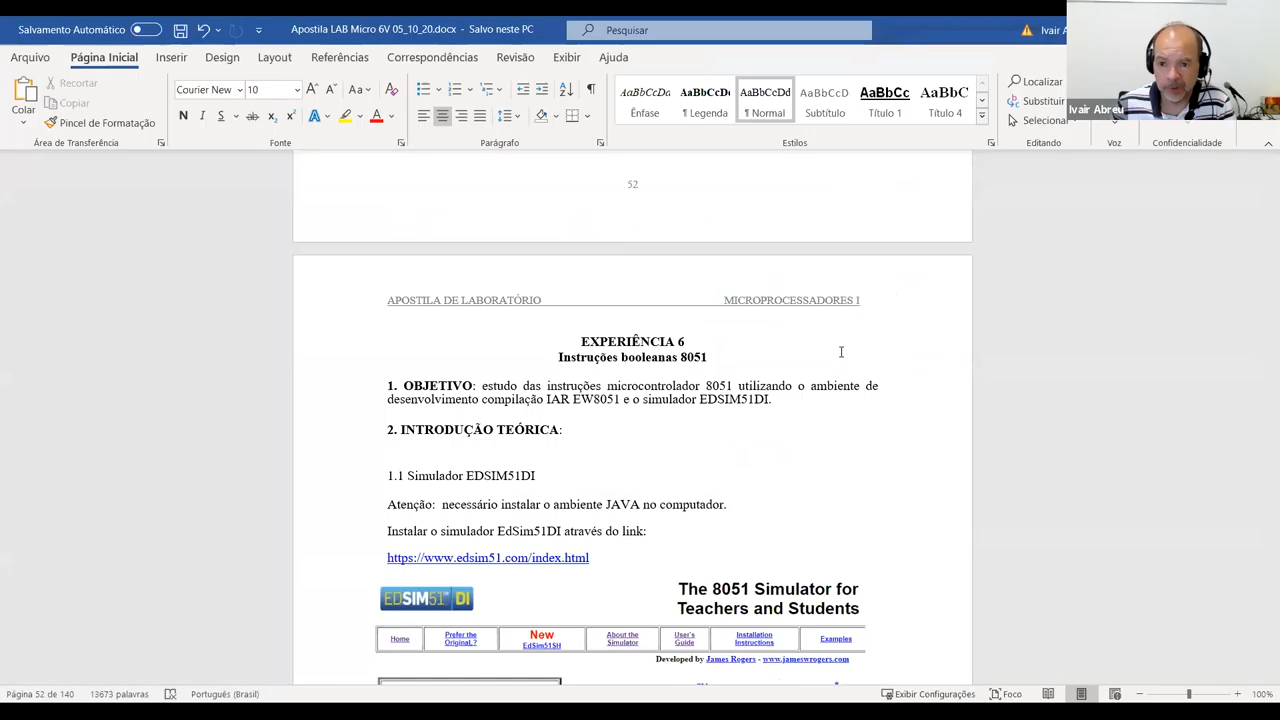 Salvamento Automático
Apostila LAB Micro 6V 05_10_20.docx - Salvo neste PC
Pesquisar
Ivair A
Arquivo
Página Inicial
Inserir
Design
Layout
Referências
Correspondências
Revisão
Exibir
Ajuda
Colar
Recortar
Copiar
Pincel de Formatação
Courier New
10
Aa
N
I
S
ab
x₂
x²
A
AaBbCcDd
AaBbCcDc
AaBbCcDd
AaBbCcDd
AaBbCc
AaBbC
Ênfase
¶ Legenda
¶ Normal
Subtítulo
Título 1
Título 4
Localizar
Substituir
Selecionar
Ivair Abreu
Área de Transferência
Fonte
Parágrafo
Estilos
Editando
Voz
Confidencialidade
52
APOSTILA DE LABORATÓRIO
MICROPROCESSADORES I
EXPERIÊNCIA 6
Instruções booleanas 8051
1. OBJETIVO: estudo das instruções microcontrolador 8051 utilizando o ambiente de
desenvolvimento compilação IAR EW8051 e o simulador EDSIM51DI.
2. INTRODUÇÃO TEÓRICA:
1.1 Simulador EDSIM51DI
Atenção: necessário instalar o ambiente JAVA no computador.
Instalar o simulador EdSim51DI através do link:
https://www.edsim51.com/index.html
EDSIM51 DI
The 8051 Simulator for
Teachers and Students
Home
Prefer the
OriginaL?
New
EdSim51SH
About the
Simulator
User's
Guide
Installation
Instructions
Examples
Developed by James Rogers - www.jameswrogers.com
Página 52 de 140
13673 palavras
Português (Brasil)
Exibir Configurações
Foco
100%